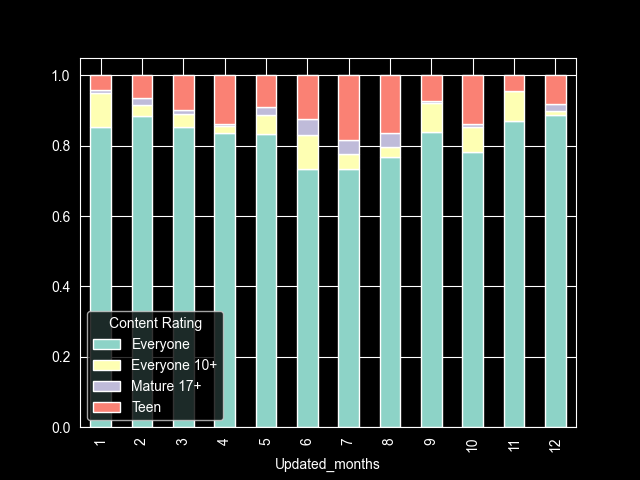 1.0
0.8
0.6
0.4
0.2
0.0
Content Rating
Everyone
Everyone 10+
Mature 17+
Teen
1 2 3 4 5 6 7 8 9 10 11 12
Updated_months